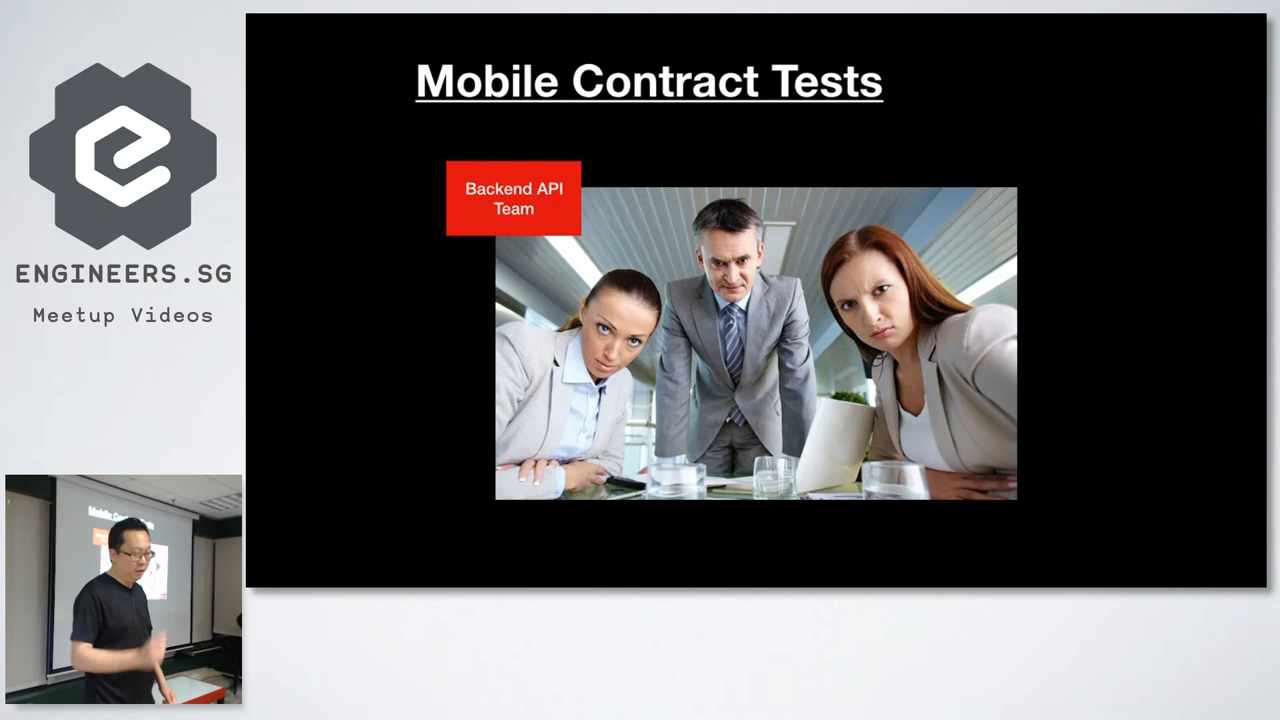 ENGINEERS.SG
Meetup Videos
Mobile Contract Tests
Backend API
Team